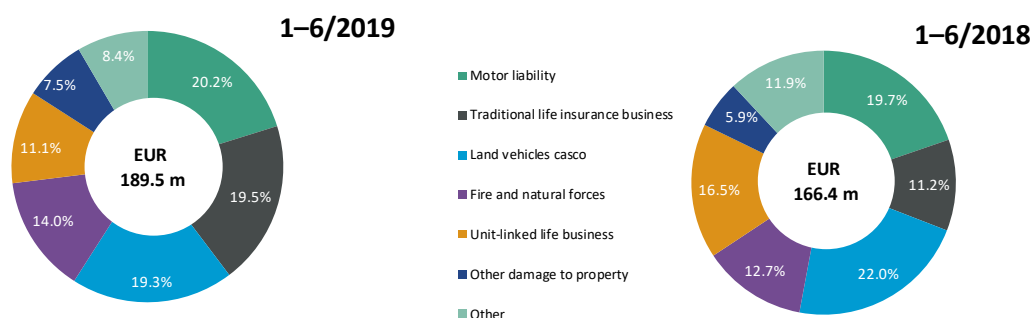 1–6/2019
8.4%
20.2%
7.5%
11.1%
EUR
189.5 m
19.5%
14.0%
19.3%
Motor liability
Traditional life insurance business
Land vehicles casco
Fire and natural forces
Unit-linked life business
Other damage to property
Other
1–6/2018
11.9%
19.7%
5.9%
EUR
166.4 m
11.2%
16.5%
12.7%
22.0%